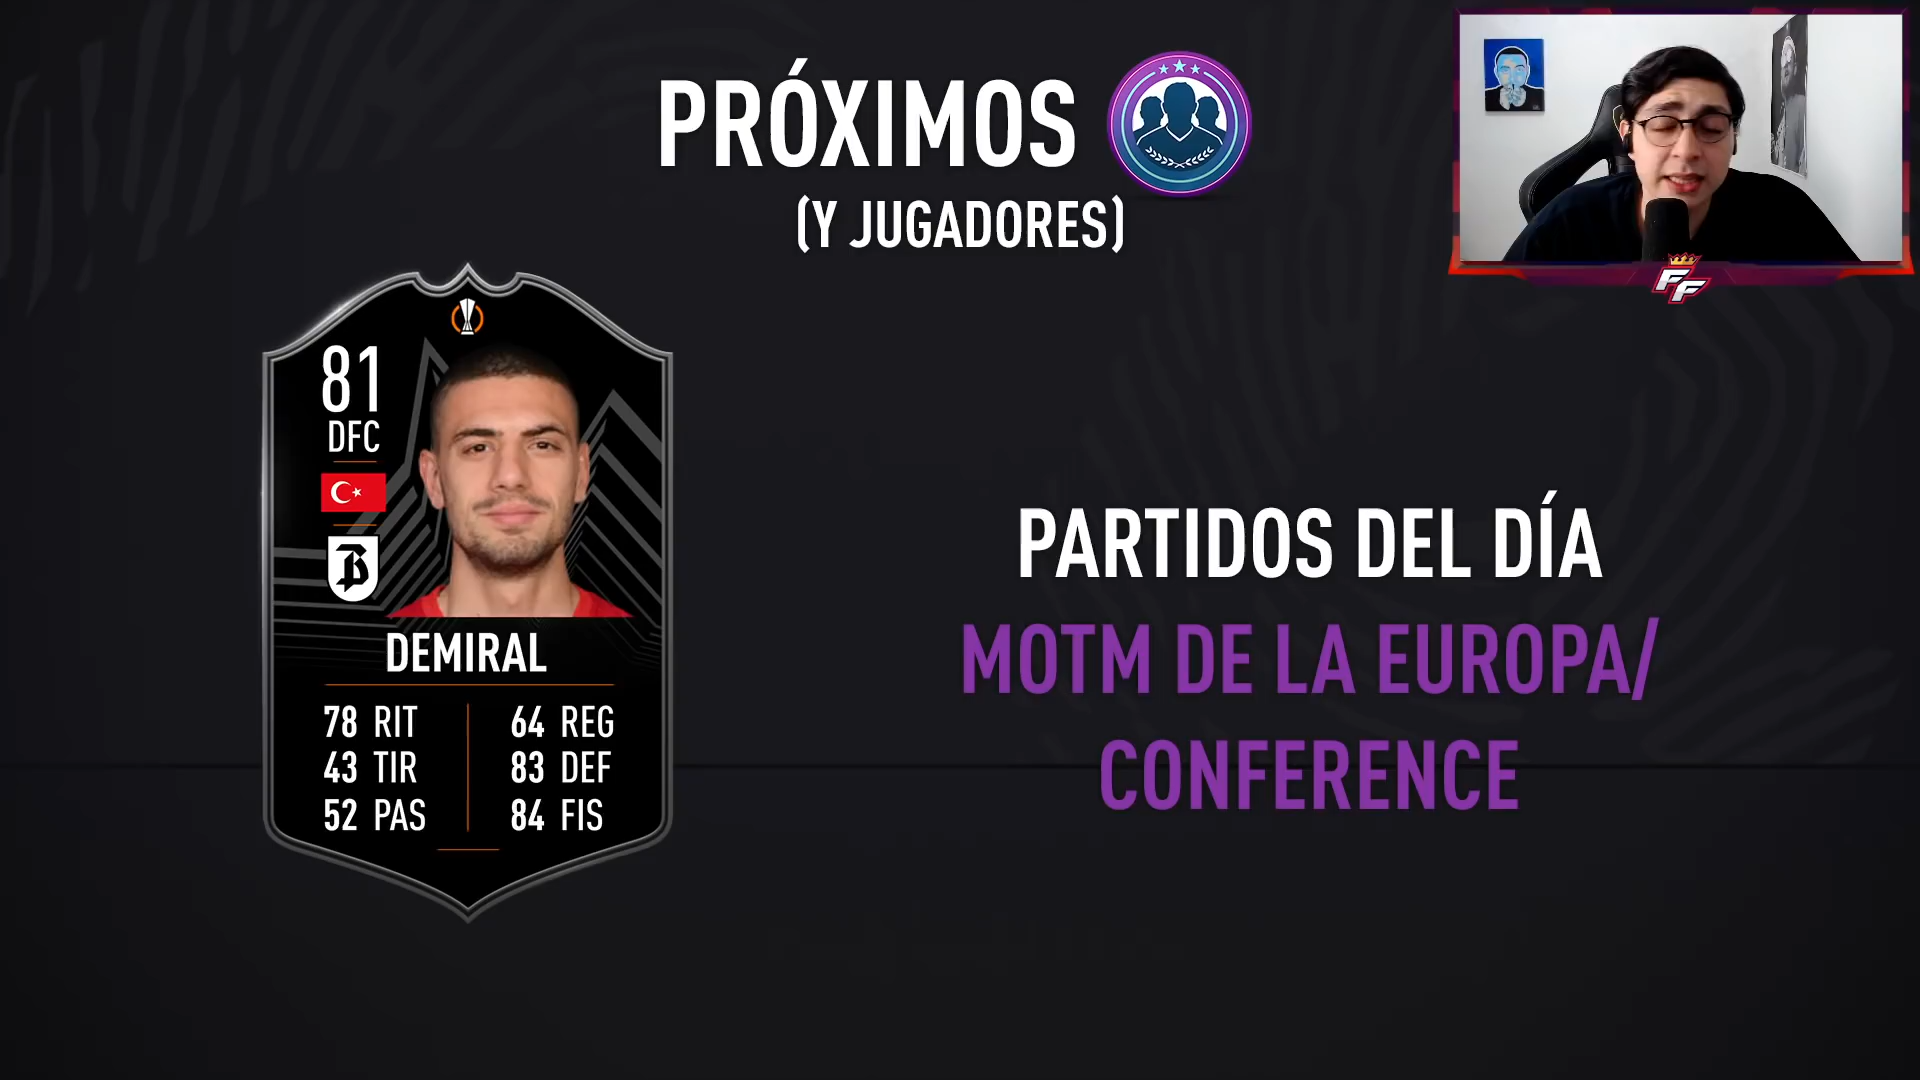 PRÓXIMOS
(Y JUGADORES)
FF
81
DFC
B
DEMIRAL
78 RIT 64 REG
43 TIR 83 DEF
52 PAS 84 FIS
PARTIDOS DEL DÍA
MOTM DE LA EUROPA/
CONFERENCE